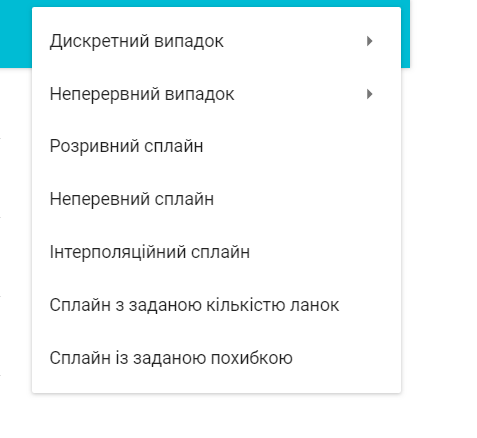 Дискретний випадок
Неперервний випадок
Розривний сплайн
Неперевний сплайн
Інтерполяційний сплайн
Сплайн з заданою кількістю ланок
Сплайн із заданою похибкою